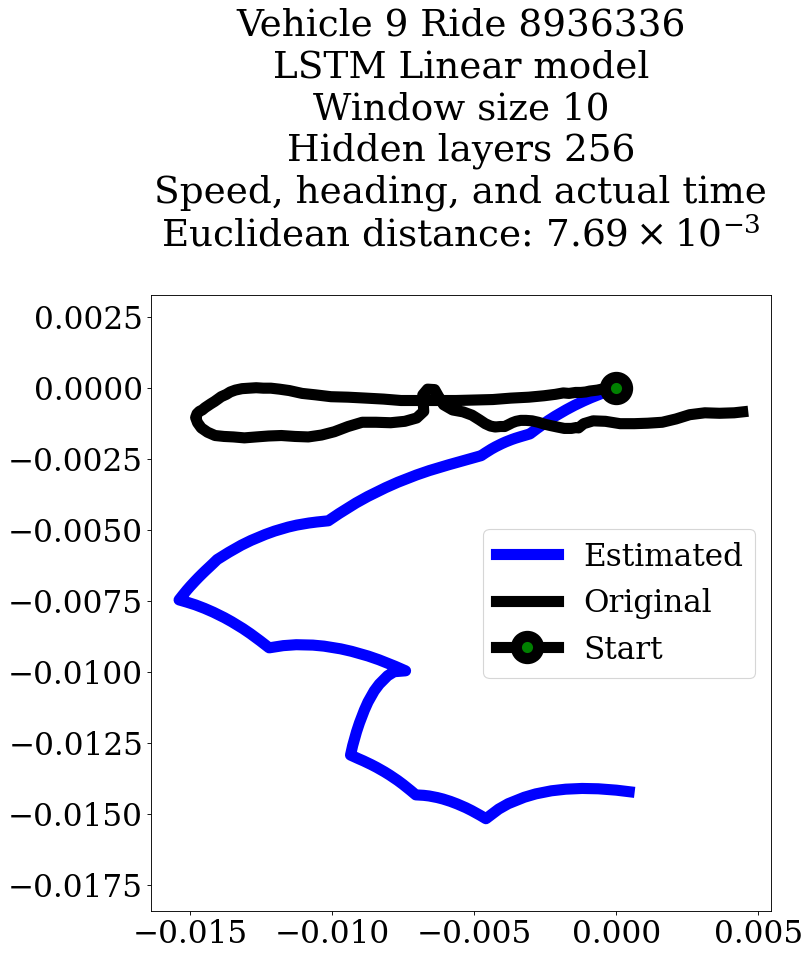 Vehicle 9 Ride 8936336
LSTM Linear model
Window size 10
Hidden layers 256
Speed, heading, and actual time
Euclidean distance: 7.69 × 10⁻³
0.0025
0.0000
−0.0025
−0.0050
−0.0075
−0.0100
−0.0125
−0.0150
−0.0175
Estimated
Original
Start
−0.015 −0.010 −0.005 0.000 0.005